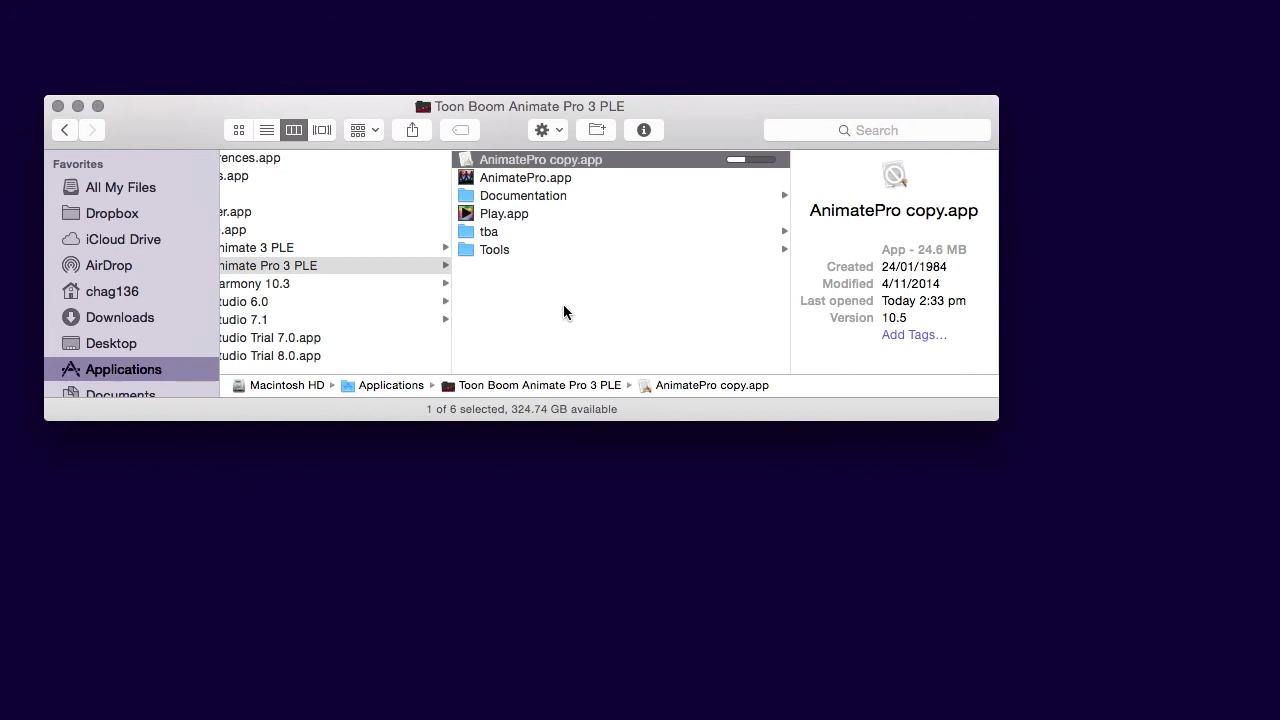 Toon Boom Animate Pro 3 PLE
Search
Favorites
All My Files
Dropbox
iCloud Drive
AirDrop
chag136
Downloads
Desktop
Applications
Documents
rences.app
s.app
er.app
.app
nimate 3 PLE
nimate Pro 3 PLE
armony 10.3
tudio 6.0
tudio 7.1
tudio Trial 7.0.app
tudio Trial 8.0.app
AnimatePro copy.app
AnimatePro.app
Documentation
Play.app
tba
Tools
AnimatePro copy.app
App - 24.6 MB
Created 24/01/1984
Modified 4/11/2014
Last opened Today 2:33 pm
Version 10.5
Add Tags…
Macintosh HD Applications Toon Boom Animate Pro 3 PLE AnimatePro copy.app
1 of 6 selected, 324.74 GB available